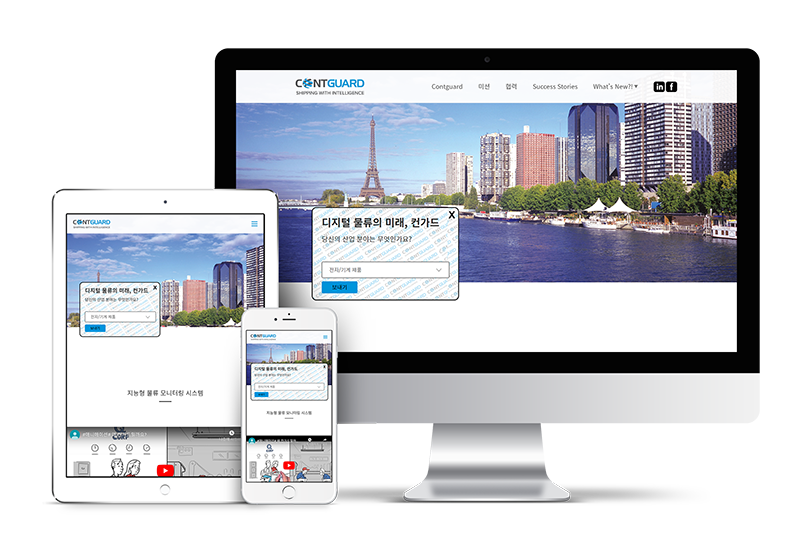 CONTGUARD
SHIPPING WITH INTELLIGENCE
Contguard 미션 협력 Success Stories What's New?! in f
디지털 물류의 미래, 컨가드 X
당신의 산업 분야는 무엇인가요?
전자/기계 제품
보내기
CONTGUARD
SHIPPING WITH INTELLIGENCE
디지털 물류의 미래, 컨가드 X
당신의 산업 분야는 무엇인가요?
전자/기계 제품
보내기
지능형 물류 모니터링 시스템
CORP
CONTGUARD
SHIPPING WITH INTELLIGENCE
디지털 물류의 미래, 컨가드 X
당신의 산업 분야는 무엇인가요?
전자/기계 제품
보내기
지능형 물류 모니터링 시스템